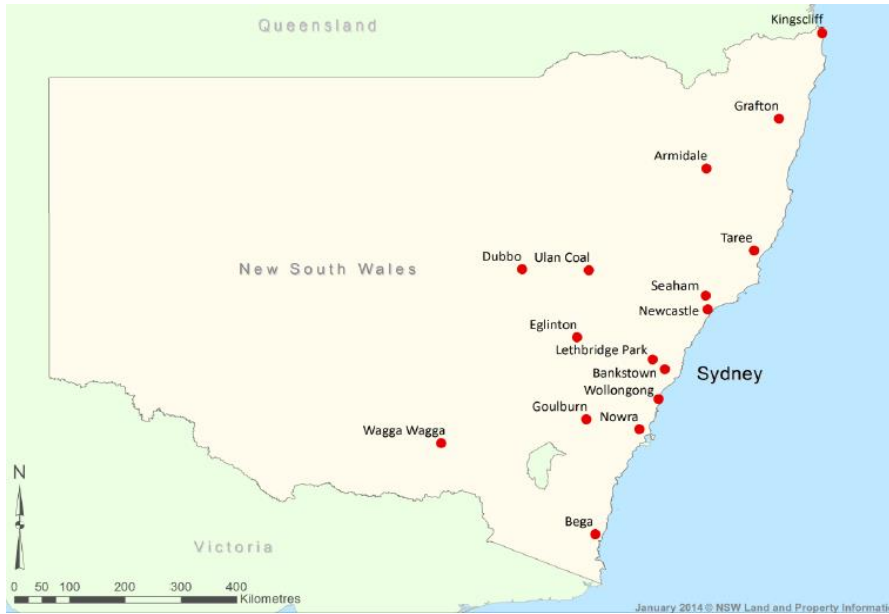 Kingscliff
Queensland
Grafton
Armidale
Taree
Dubbo
Ulan Coal
New South Wales
Seaham
Newcastle
Eglinton
Lethbridge Park
Bankstown
Sydney
Wollongong
Goulburn
Nowra
Wagga Wagga
N
Bega
Victoria
0 50 100 200 300 400
Kilometres
January 2014 © NSW Land and Property Informati